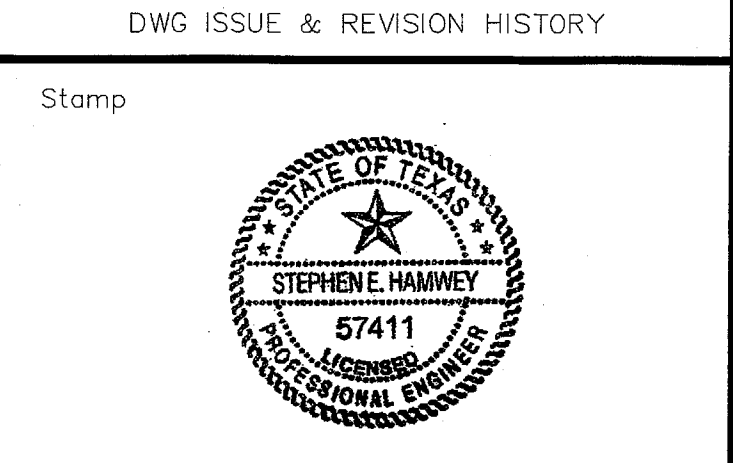 DWG ISSUE & REVISION HISTORY
Stamp
STATE OF TEXAS
STEPHEN E. HAMWEY
57411
LICENSED
PROFESSIONAL ENGINEER